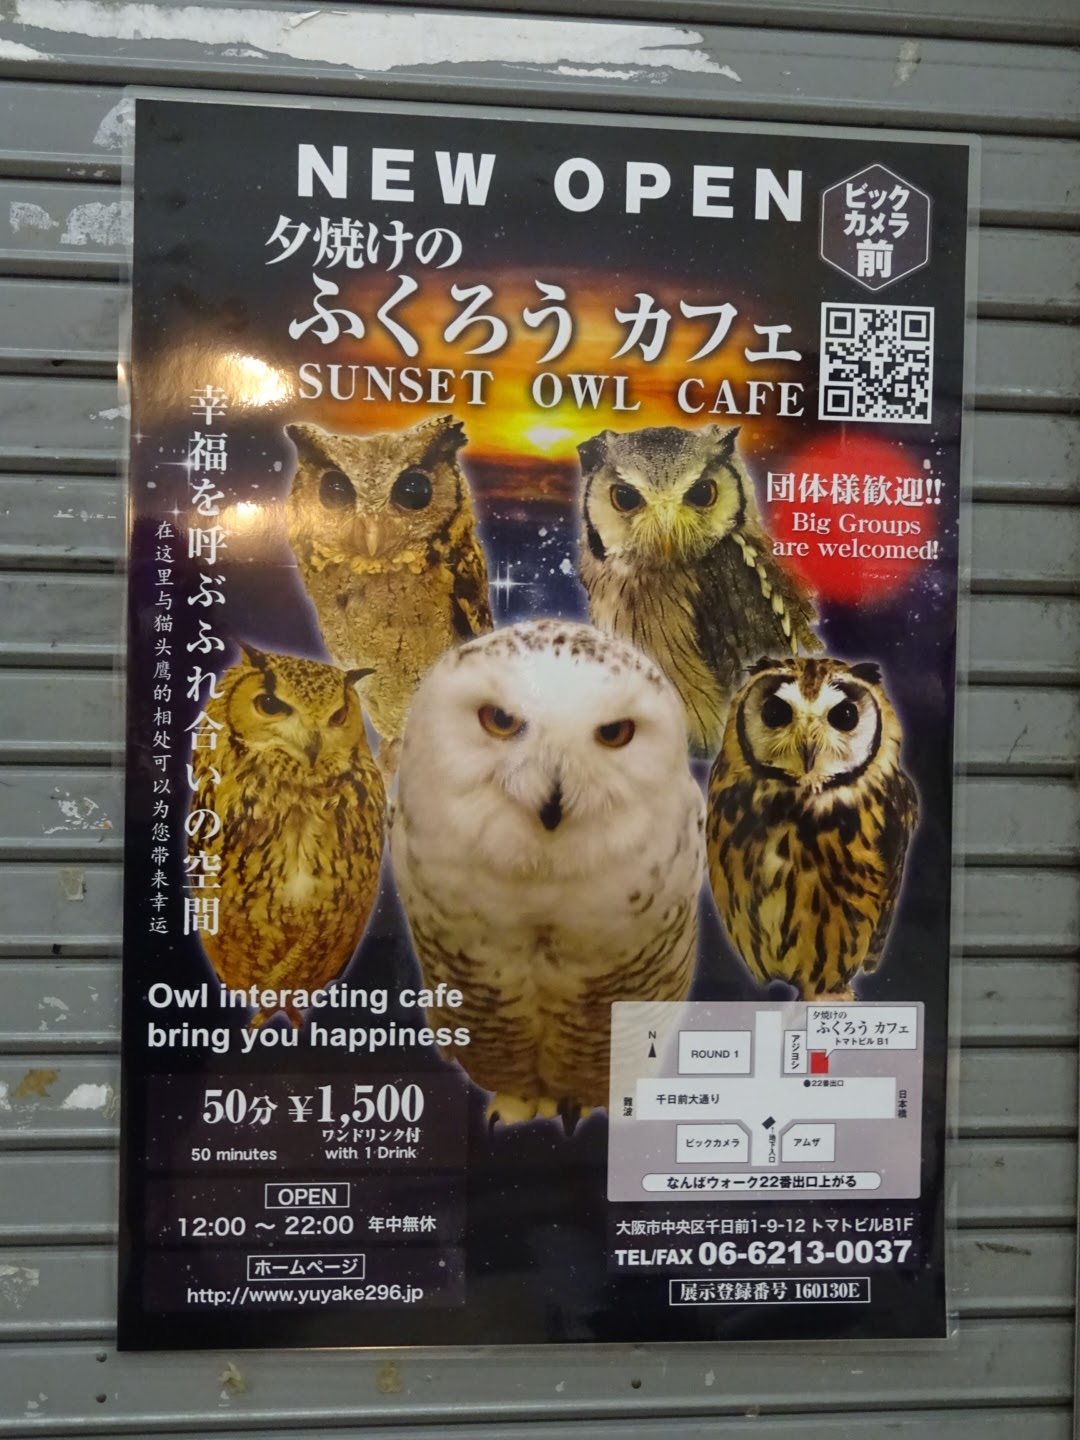 NEW OPEN
ビック
カメラ
前
夕焼けの
ふくろう カフェ
SUNSET OWL CAFE
幸福を呼ぶふれ合いの空間
在这里与猫头鹰的相处可以为您带来幸运
団体様歓迎!!
Big Groups
are welcomed!
Owl interacting cafe
bring you happiness
50分 ¥1,500
ワンドリンク付
50 minutes with 1 Drink
OPEN
12:00 〜 22:00 年中無休
ホームページ
http://www.yuyake296.jp
夕焼けの
ふくろう カフェ
トマトビル B1
N
ROUND 1
アジヨシ
●22番出口
難波
千日前大通り
日本橋
ビックカメラ
↑地下入口
アムザ
なんばウォーク22番出口上がる
大阪市中央区千日前1-9-12 トマトビルB1F
TEL/FAX 06-6213-0037
展示登録番号 160130E